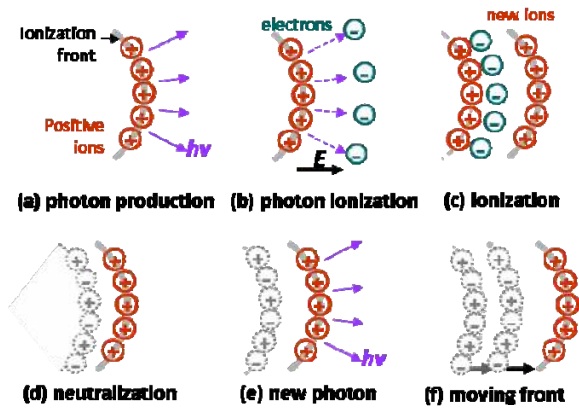 Ionization
front
Positive
ions
hν
(a) photon production
electrons
E
(b) photon ionization
new ions
(c) ionization
(d) neutralization
hν
(e) new photon
(f) moving front